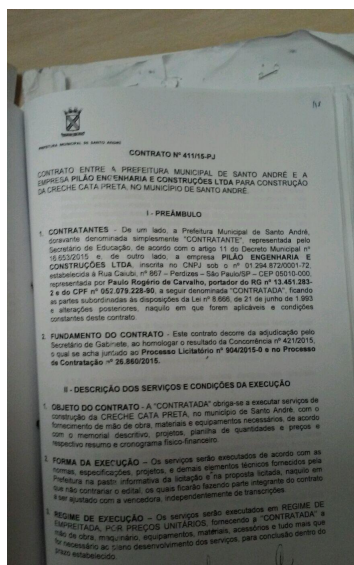 PREFEITURA MUNICIPAL DE SANTO ANDRÉ
CONTRATO Nº 411/15-PJ
CONTRATO ENTRE A PREFEITURA MUNICIPAL DE SANTO ANDRÉ E A
EMPRESA PILÃO ENGENHARIA E CONSTRUÇÕES LTDA PARA CONSTRUÇÃO
DA CRECHE CATA PRETA, NO MUNICÍPIO DE SANTO ANDRÉ.
I - PREÂMBULO
1. CONTRATANTES - De um lado, a Prefeitura Municipal de Santo André,
doravante denominada simplesmente "CONTRATANTE", representada pelo
Secretário de Educação, de acordo com o artigo 11 do Decreto Municipal nº
16.653/2015 e, de outro lado, a empresa PILÃO ENGENHARIA E
CONSTRUÇÕES LTDA, inscrita no CNPJ sob o nº 01.294.872/0001-72,
estabelecida à Rua Caiubi, nº 867 – Perdizes – São Paulo/SP – CEP 05010-000,
representada por Paulo Rogério de Carvalho, portador do RG nº 13.451.283-
2 e do CPF nº 052.079.228-90, a seguir denominada "CONTRATADA", ficando
as partes subordinadas às disposições da Lei nº 8.666, de 21 de junho de 1.993
e alterações posteriores, naquilo em que forem aplicáveis e condições
constantes deste contrato.
2. FUNDAMENTO DO CONTRATO - Este contrato decorre da adjudicação pelo
Secretário de Gabinete, ao homologar o resultado da Concorrência nº 421/2015,
o qual se acha juntado ao Processo Licitatório nº 904/2015-0 e no Processo
de Contratação nº 26.860/2015.
II - DESCRIÇÃO DOS SERVIÇOS E CONDIÇÕES DA EXECUÇÃO
1. OBJETO DO CONTRATO - A "CONTRATADA" obriga-se a executar serviços de
construção da CRECHE CATA PRETA, no município de Santo André, com o
fornecimento de mão de obra, materiais e equipamentos necessários, de acordo
com o memorial descritivo, projetos, planilha de quantidades e preços e
respectivo resumo e cronograma físico-financeiro.
2. FORMA DA EXECUÇÃO – Os serviços serão executados de acordo com as
normas, especificações, projetos, e demais elementos técnicos fornecidos pela
Prefeitura na pasta informativa da licitação e na proposta licitada, naquilo em
que não contrariar o edital, os quais ficarão fazendo parte integrante do contrato
a ser ajustado com a vencedora, independentemente de transcrições.
3. REGIME DE EXECUÇÃO – Os serviços serão executados em REGIME DE
EMPREITADA, POR PREÇOS UNITÁRIOS, fornecendo a "CONTRATADA" a
mão de obra, maquinário, equipamentos, materiais, acessórios e tudo mais que
for necessário ao pleno desenvolvimento dos serviços, para conclusão dentro do
prazo estabelecido.